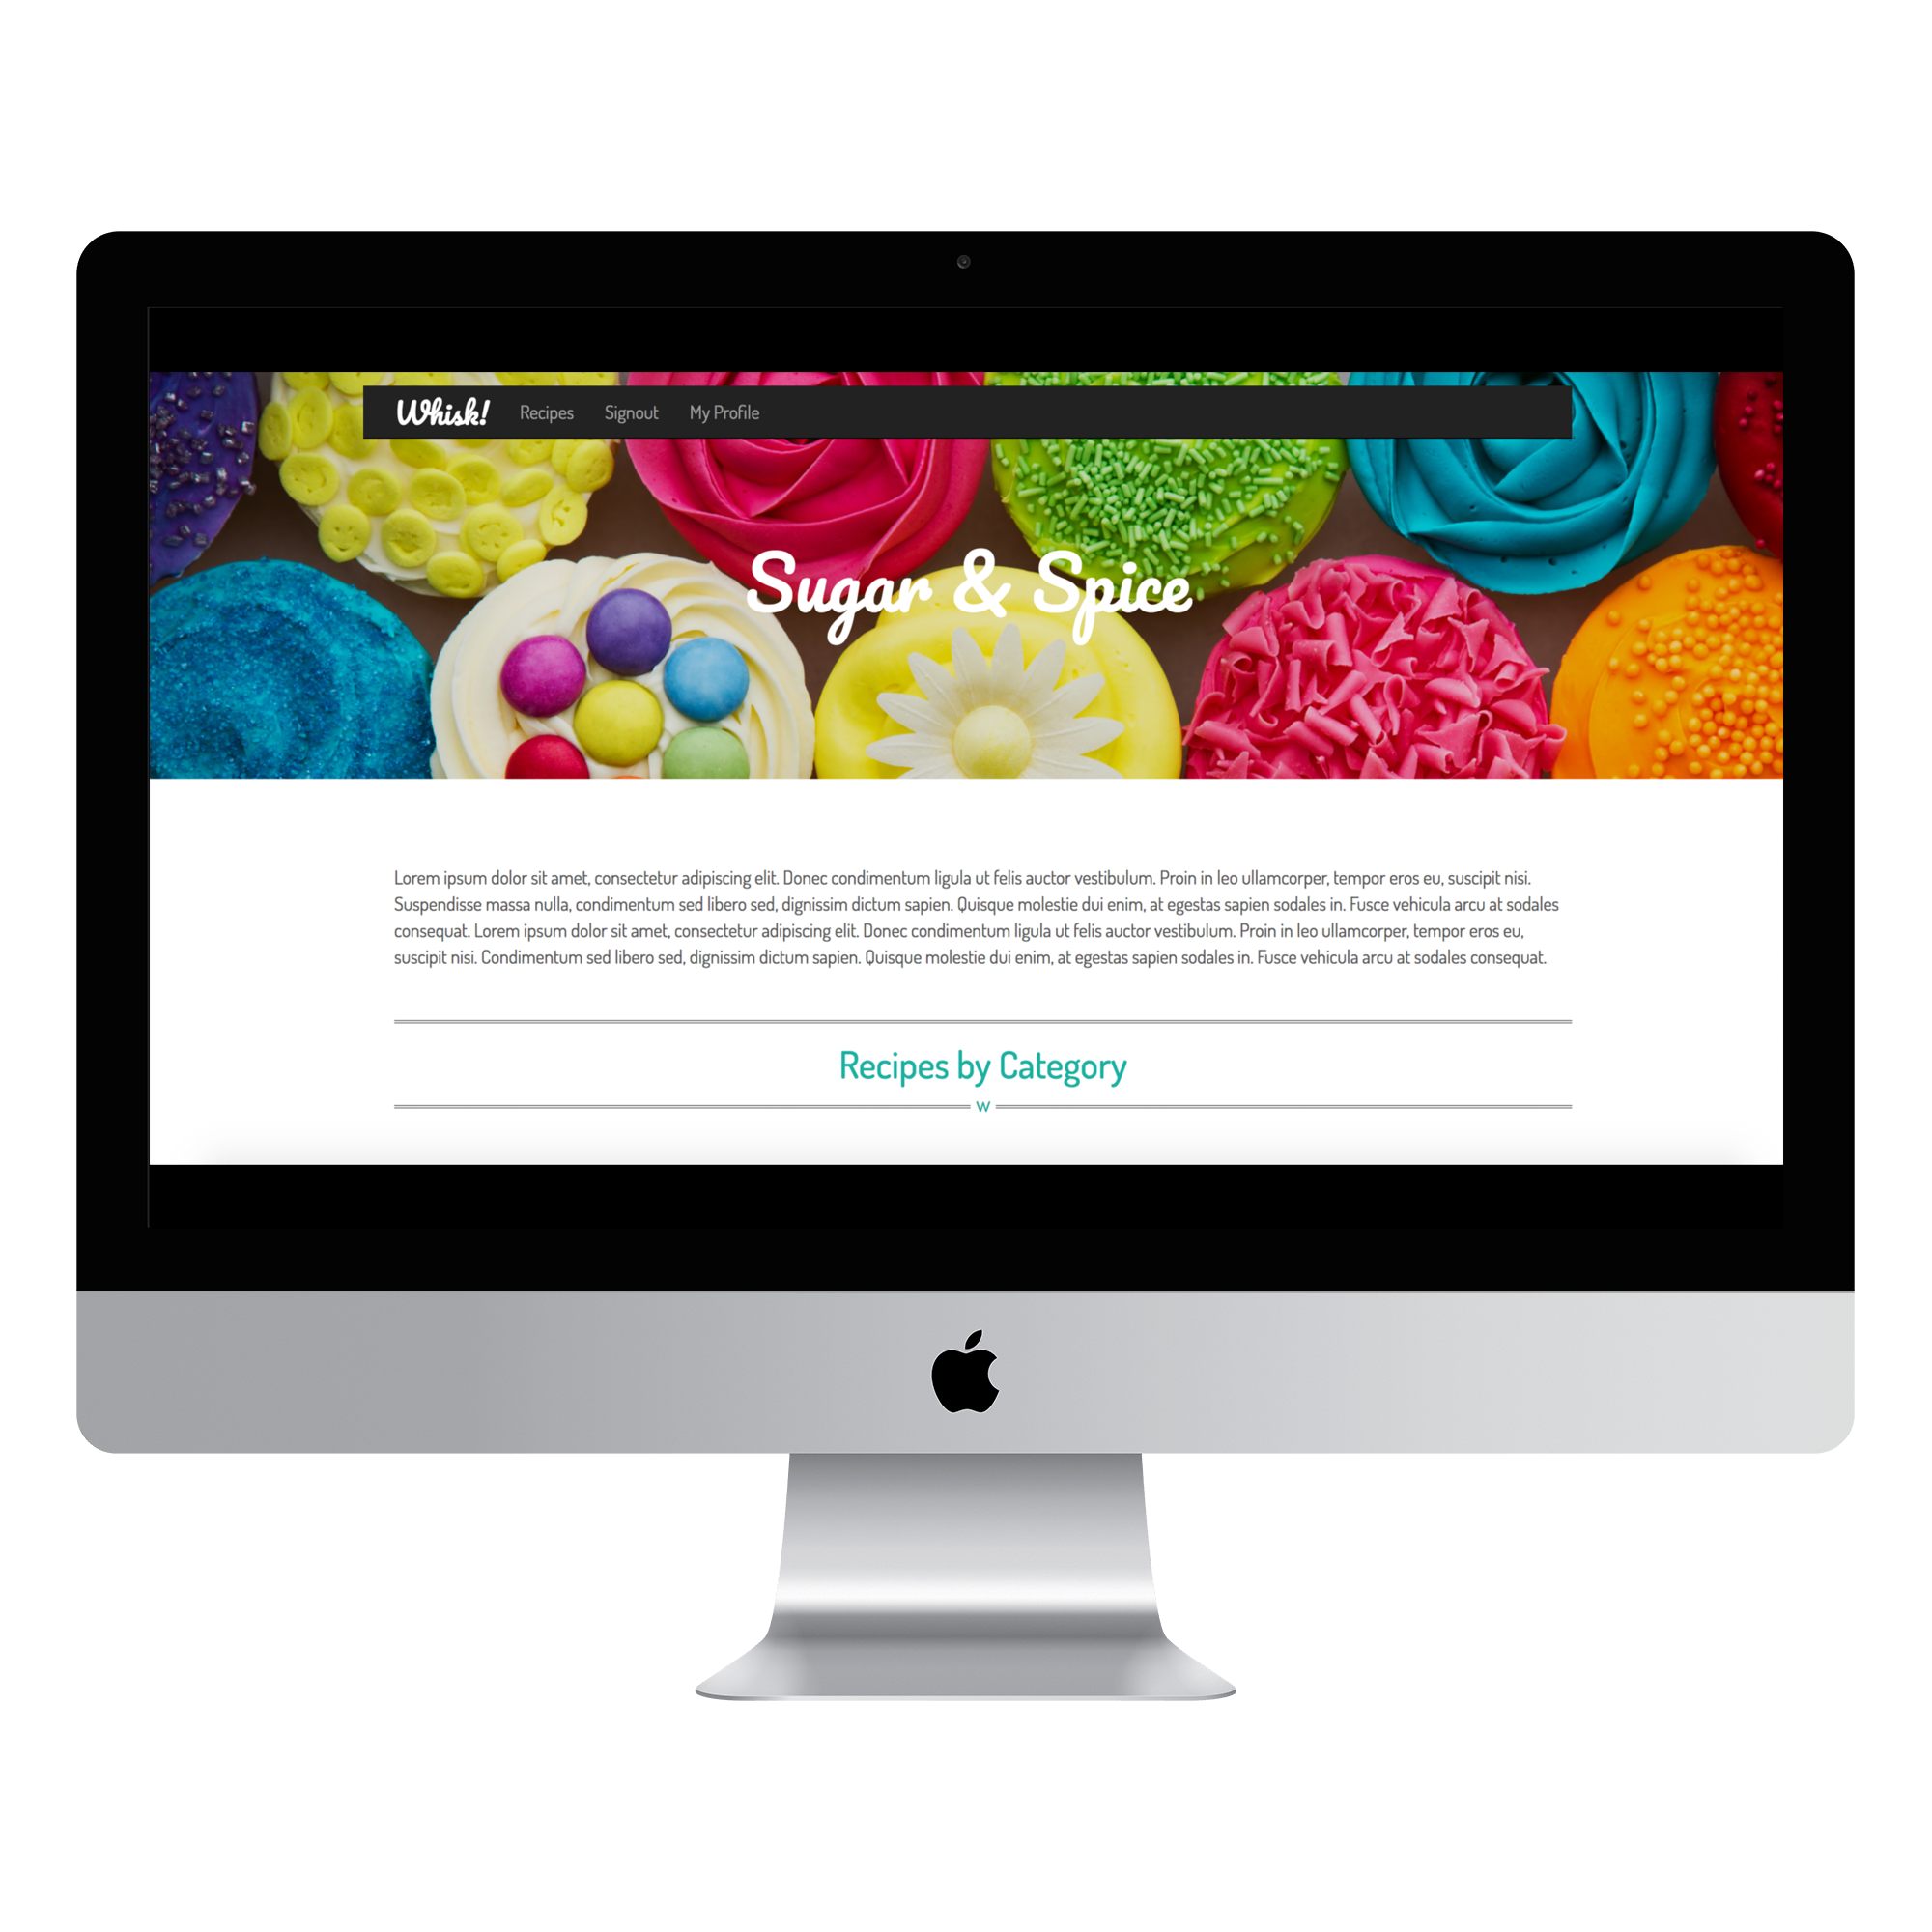 Whisk! Recipes Signout My Profile
Sugar & Spice
Lorem ipsum dolor sit amet, consectetur adipiscing elit. Donec condimentum ligula ut felis auctor vestibulum. Proin in leo ullamcorper, tempor eros eu, suscipit nisi.
Suspendisse massa nulla, condimentum sed libero sed, dignissim dictum sapien. Quisque molestie dui enim, at egestas sapien sodales in. Fusce vehicula arcu at sodales
consequat. Lorem ipsum dolor sit amet, consectetur adipiscing elit. Donec condimentum ligula ut felis auctor vestibulum. Proin in leo ullamcorper, tempor eros eu,
suscipit nisi. Condimentum sed libero sed, dignissim dictum sapien. Quisque molestie dui enim, at egestas sapien sodales in. Fusce vehicula arcu at sodales consequat.
Recipes by Category
W